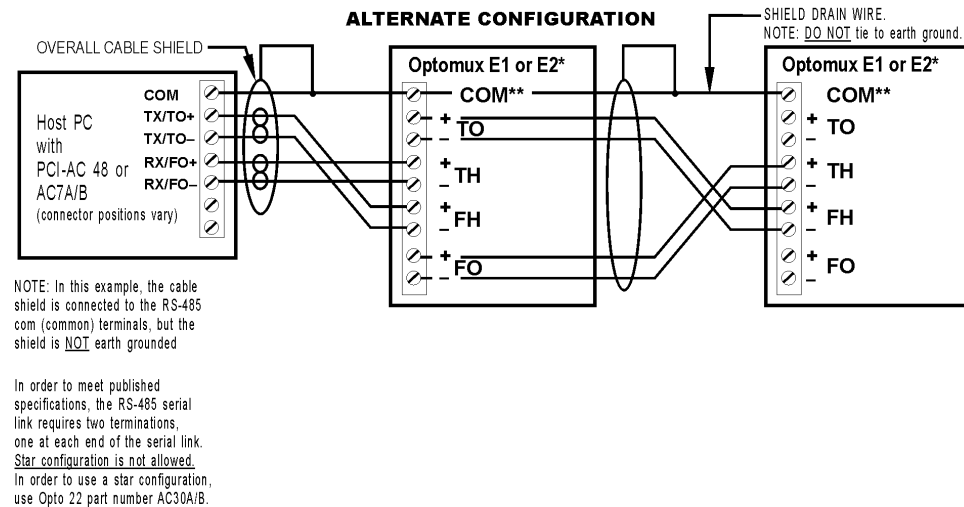 ALTERNATE CONFIGURATION
SHIELD DRAIN WIRE.
NOTE: DO NOT tie to earth ground.
OVERALL CABLE SHIELD
Host PC
with
PCI-AC 48 or
AC7A/B
(connector positions vary)
COM
TX/TO+
TX/TO–
RX/FO+
RX/FO–
Optomux E1 or E2*
COM**
+
TO
–
+
TH
–
+
FH
–
+
FO
–
Optomux E1 or E2*
COM**
+
TO
–
+
TH
–
+
FH
–
+
FO
–
NOTE: In this example, the cable
shield is connected to the RS-485
com (common) terminals, but the
shield is NOT earth grounded
In order to meet published
specifications, the RS-485 serial
link requires two terminations,
one at each end of the serial link.
Star configuration is not allowed.
In order to use a star configuration,
use Opto 22 part number AC30A/B.